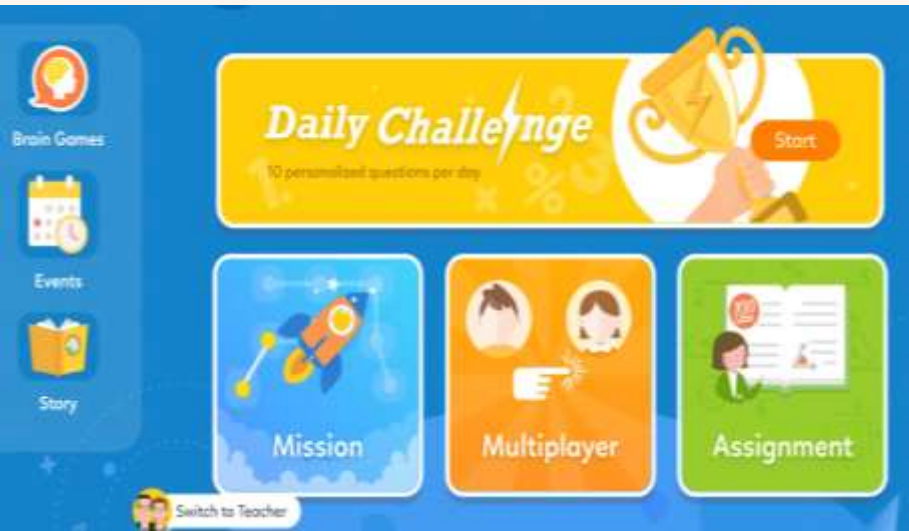 Brain Games
Events
Story
Daily Challenge
10 personalized questions per day
Start
Mission
Multiplayer
Assignment
Switch to Teacher